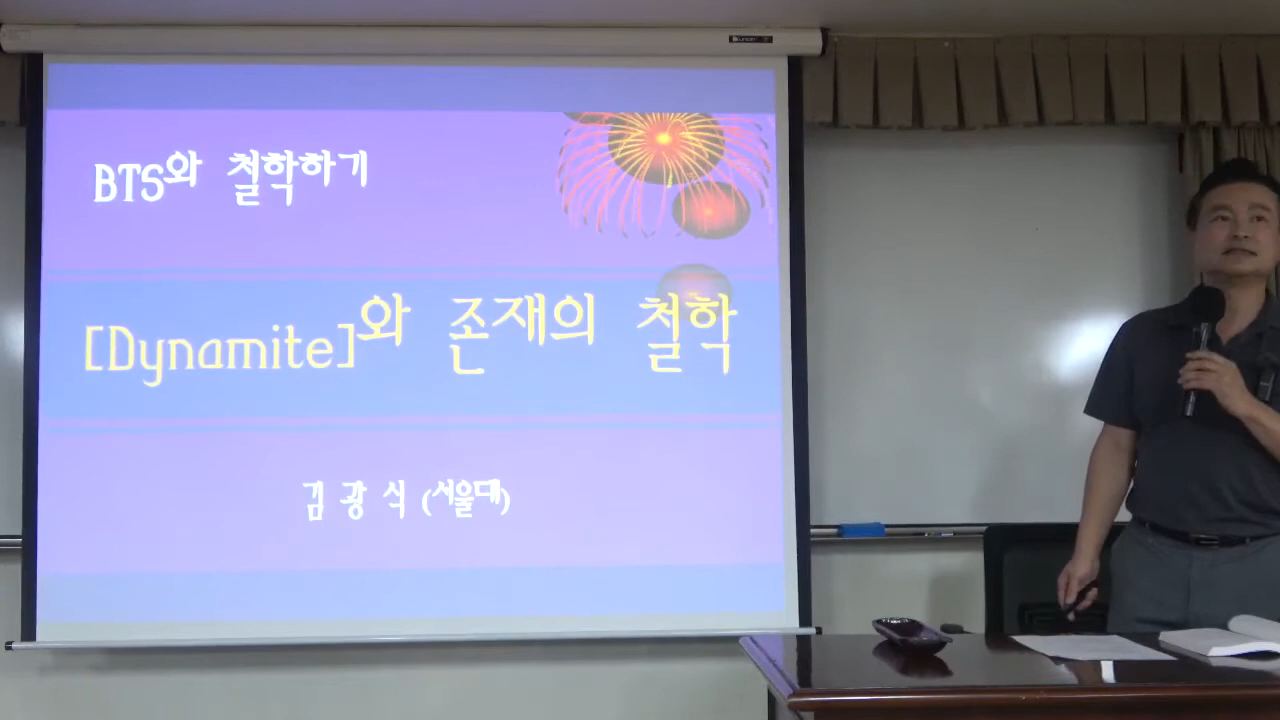 BTS와 철학하기
[Dynamite]와 존재의 철학
김 광 식 (서울대)